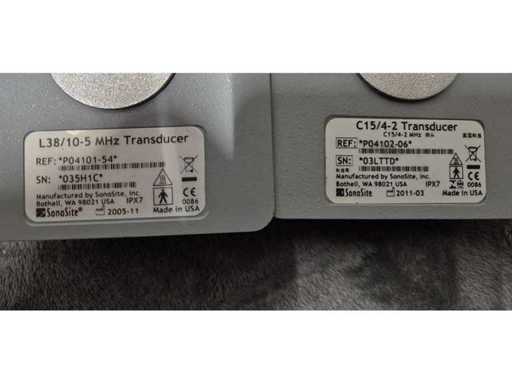 L38/10-5 MHz Transducer
REF: *P04101-54*
SN: *035H1C*
Manufactured by SonoSite, Inc.
Bothell, WA 98021 USA IPX7 0086
SonoSite® 2005-11 Made in USA
C15/4-2 Transducer
C15/4-2 MHz
REF: *P04102-06*
SN: *03LTTD*
Manufactured by SonoSite, Inc.
Bothell, WA 98021 USA IPX7 0086
SonoSite 2011-03 Made in USA